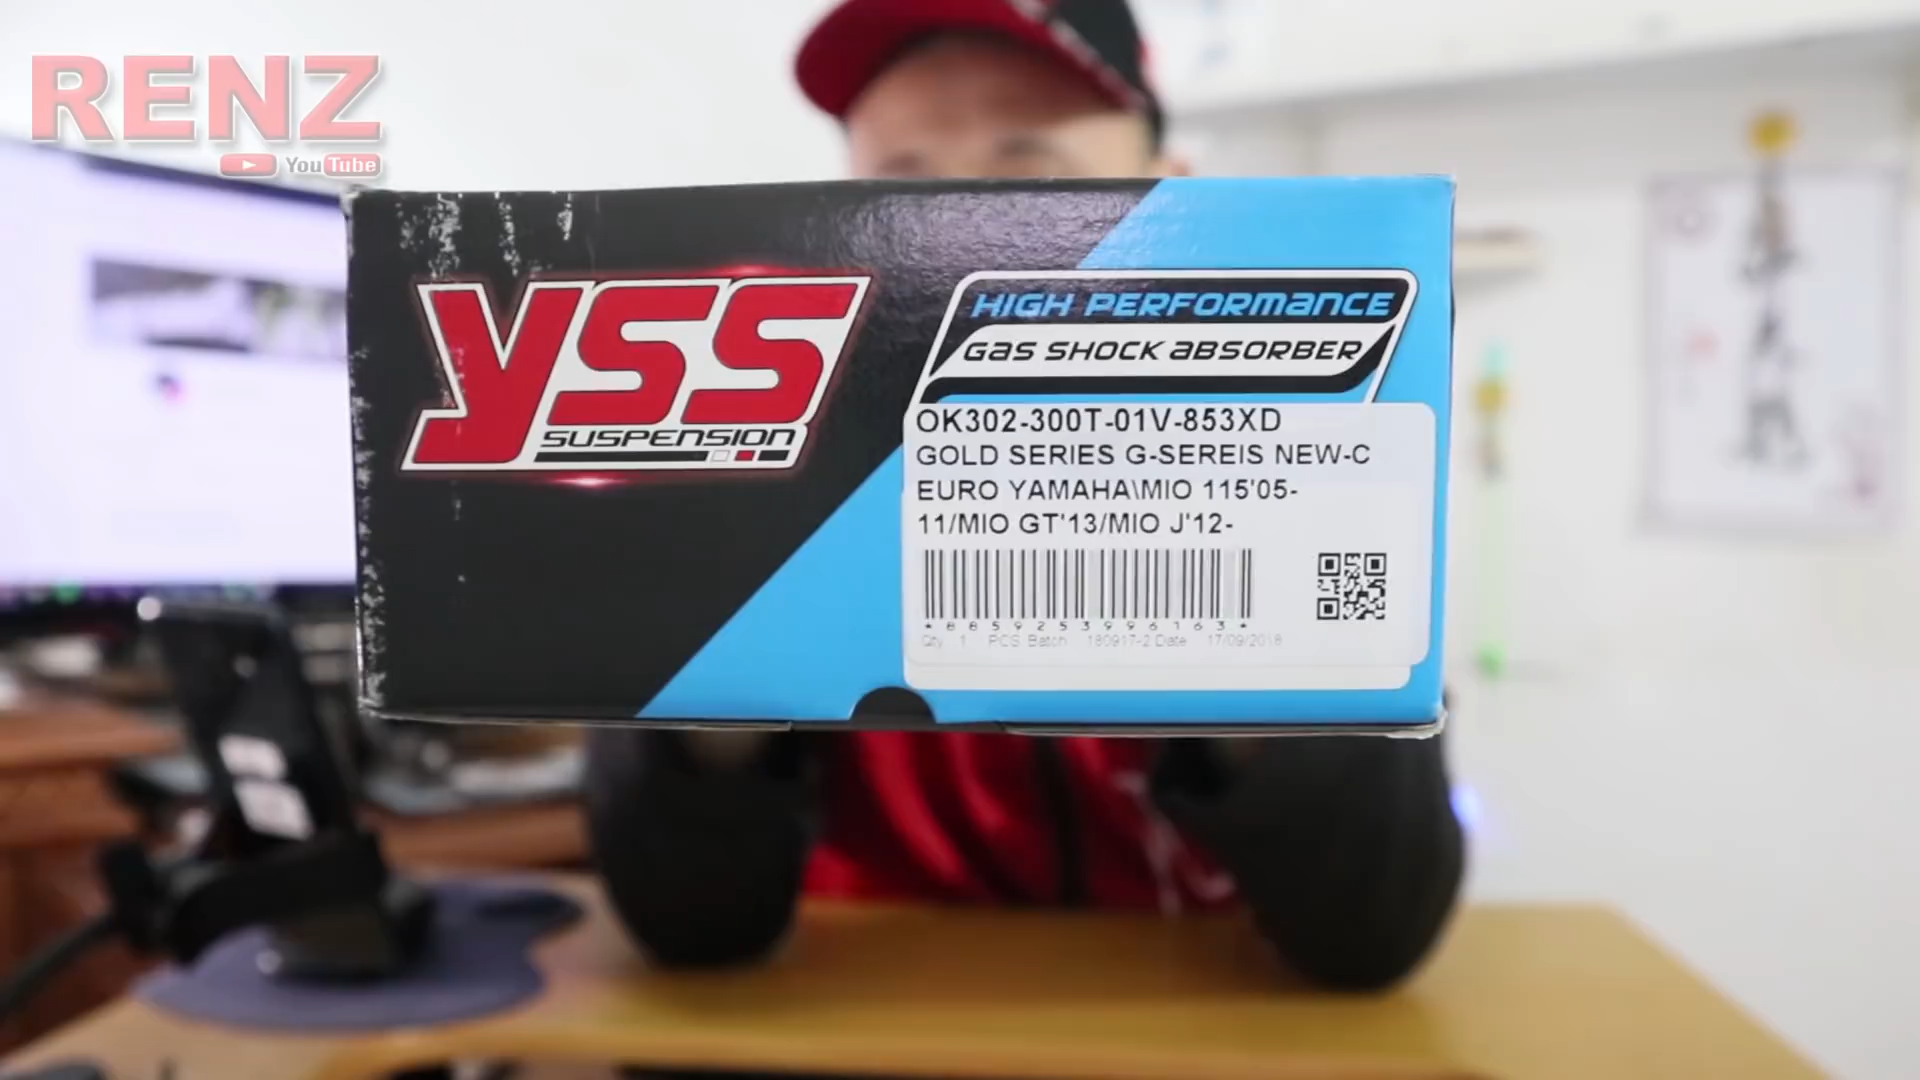 RENZ
YouTube
YSS
SUSPENSION
HIGH PERFORMANCE
GAS SHOCK ABSORBER
OK302-300T-01V-853XD
GOLD SERIES G-SEREIS NEW-C
EURO YAMAHA\MIO 115'05-
11/MIO GT'13/MIO J'12-
*8859253996163*
Qty 1 PCS Batch 180917-2 Date 17/09/2018